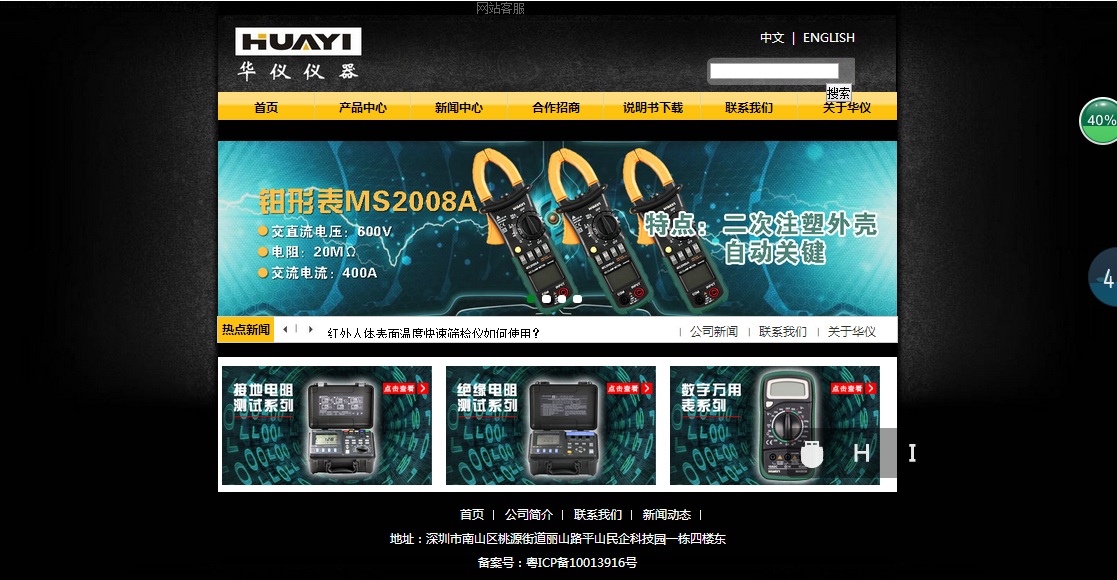 网站客服
HUAYI
华仪仪器
中文 | ENGLISH
搜索
首页 产品中心 新闻中心 合作招商 说明书下载 联系我们 关于华仪
40%
钳形表MS2008A
交直流电压：600V
电阻：20MΩ
交流电流：400A
特点：二次注塑外壳
自动关键
4
热点新闻
红外人体表面温度快速筛检仪如何使用？
| 公司新闻 | 联系我们 | 关于华仪
接地电阻
测试系列
点击查看
绝缘电阻
测试系列
点击查看
数字万用
表系列
点击查看
H I
首页 | 公司简介 | 联系我们 | 新闻动态 |
地址：深圳市南山区桃源街道丽山路平山民企科技园一栋四楼东
备案号：粤ICP备10013916号